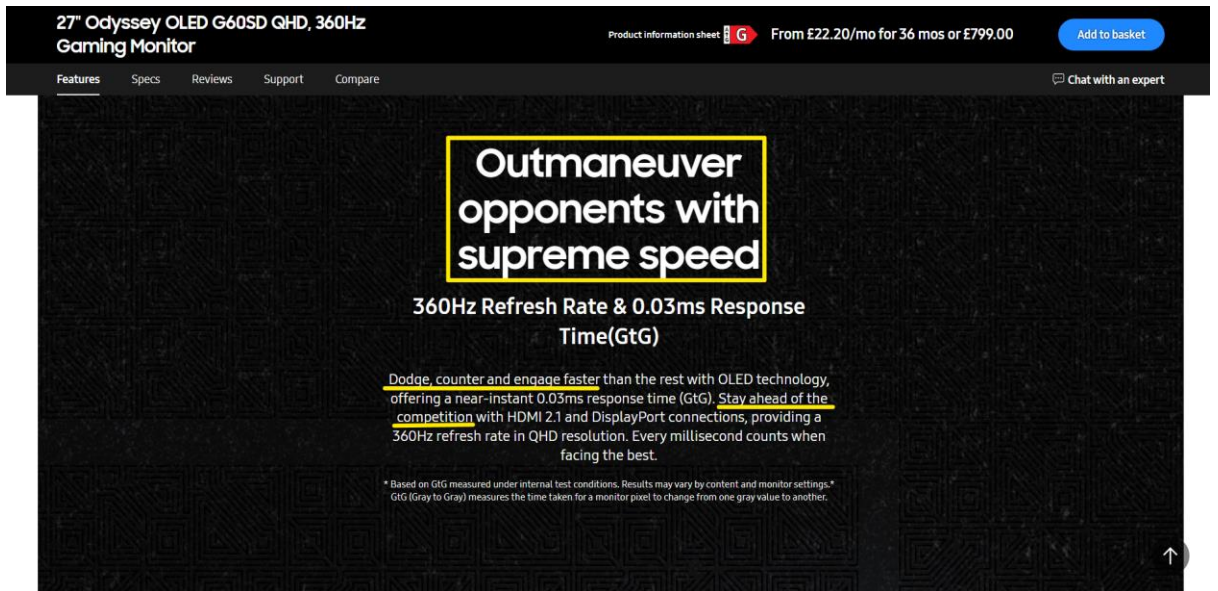 27" Odyssey OLED G60SD QHD, 360Hz
Gaming Monitor
Product information sheet G From £22.20/mo for 36 mos or £799.00 Add to basket
Features Specs Reviews Support Compare Chat with an expert
Outmaneuver
opponents with
supreme speed
360Hz Refresh Rate & 0.03ms Response
Time(GtG)
Dodge, counter and engage faster than the rest with OLED technology,
offering a near-instant 0.03ms response time (GtG). Stay ahead of the
competition with HDMI 2.1 and DisplayPort connections, providing a
360Hz refresh rate in QHD resolution. Every millisecond counts when
facing the best.
* Based on GtG measured under internal test conditions. Results may vary by content and monitor settings.*
GtG (Gray to Gray) measures the time taken for a monitor pixel to change from one gray value to another.